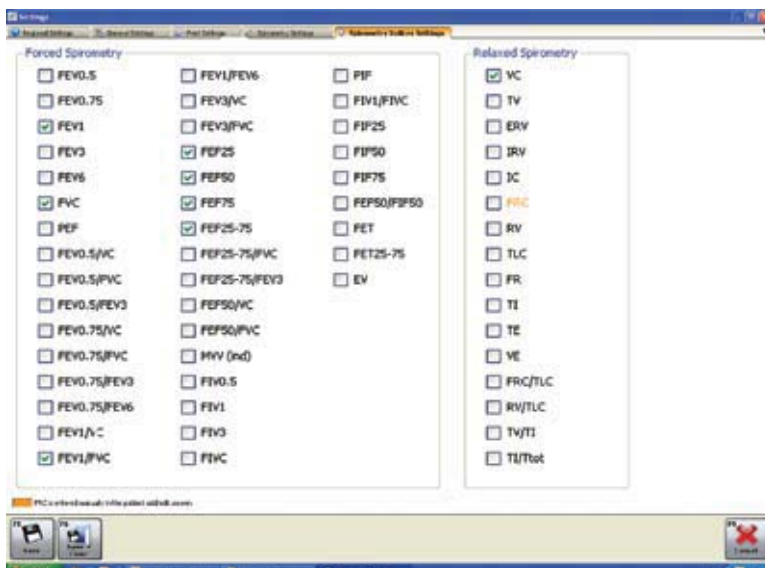 Settings
Spirometry Indices Settings
Forced Spirometry
FEV0.5
FEV0.75
FEV1
FEV3
FEV6
FVC
PEF
FEV0.5/VC
FEV0.5/FVC
FEV0.5/FEV3
FEV0.75/VC
FEV0.75/FVC
FEV0.75/FEV3
FEV0.75/FEV6
FEV1/VC
FEV1/FVC
FEV1/FEV6
FEV3/VC
FEV3/FVC
FEF25
FEF50
FEF75
FEF25-75
FEF25-75/FVC
FEF25-75/FEV3
FEF50/VC
FEF50/FVC
MVV (ind)
FIV0.5
FIV1
FIV3
FIVC
PIF
FIV1/FIVC
FIF25
FIF50
FIF75
FEF50/FIF50
FET
FET25-75
EV
Relaxed Spirometry
VC
TV
ERV
IRV
IC
FRC
RV
TLC
FR
TI
TE
VE
FRC/TLC
RV/TLC
TV/TI
TI/Ttot